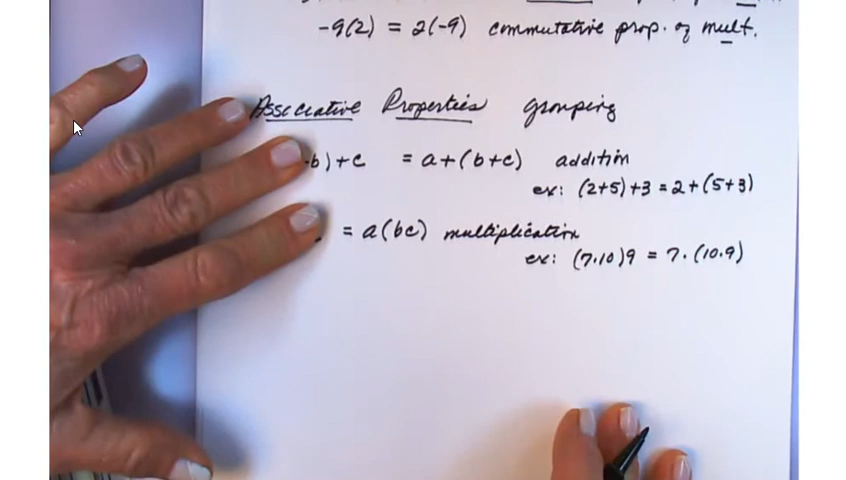 -9(2) = 2(-9) commutative prop. of mult.
Associative Properties grouping
b) + c = a + (b + c) addition
ex: (2+5) + 3 = 2 + (5+3)
= a (bc) multiplication
ex: (7·10) 9 = 7 · (10·9)